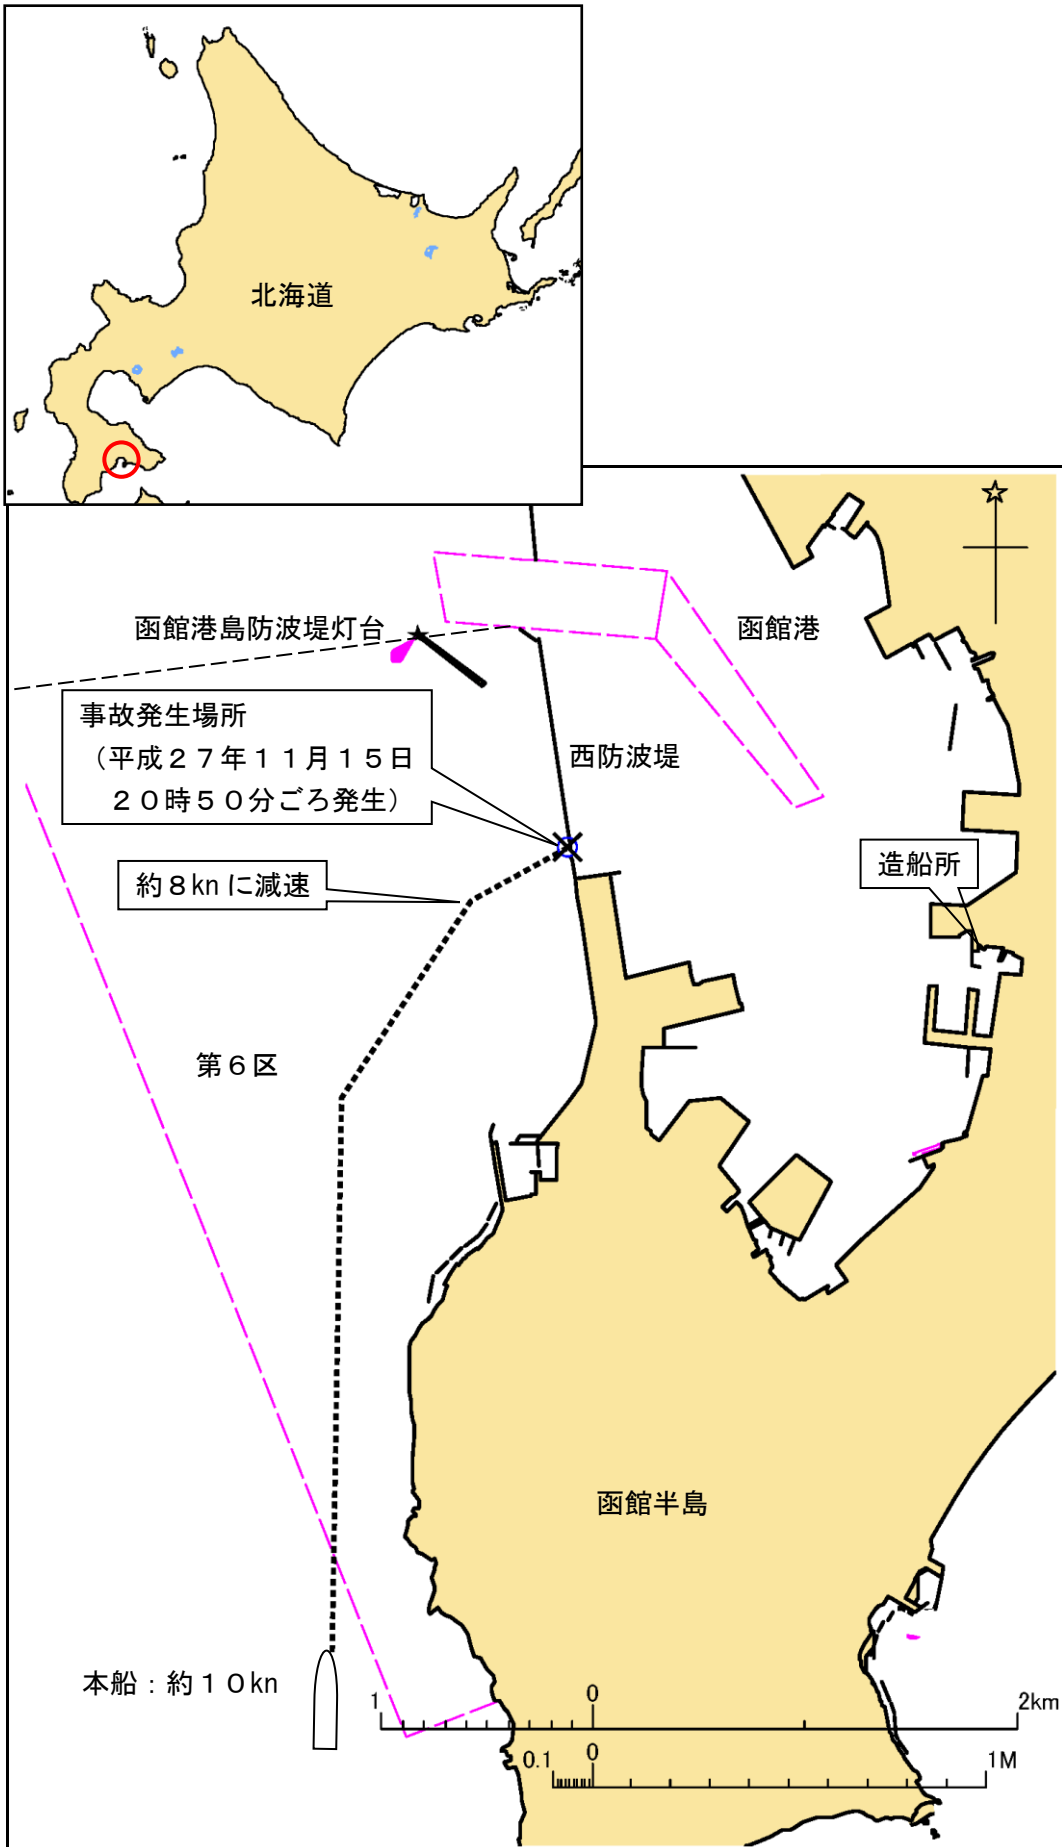 北海道
函館港島防波堤灯台
函館港
事故発生場所
（平成２７年１１月１５日
２０時５０分ごろ発生）
西防波堤
造船所
約８knに減速
第６区
函館半島
本船：約１０kn
1
0
2km
0.1
0
1M